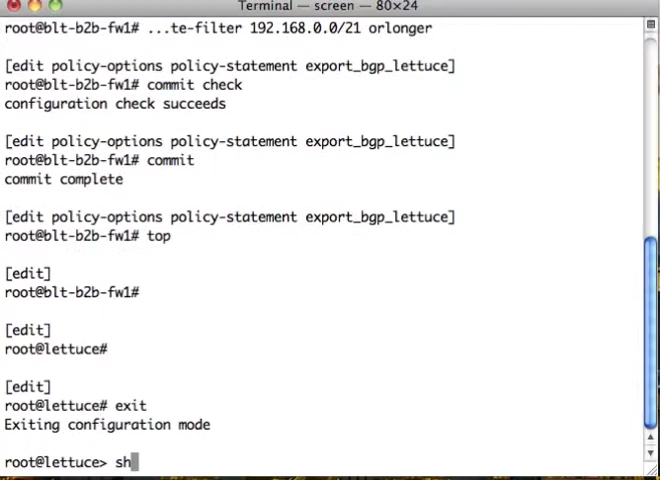 Terminal — screen — 80×24
root@blt-b2b-fw1# ...te-filter 192.168.0.0/21 orlonger
[edit policy-options policy-statement export_bgp_lettuce]
root@blt-b2b-fw1# commit check
configuration check succeeds
[edit policy-options policy-statement export_bgp_lettuce]
root@blt-b2b-fw1# commit
commit complete
[edit policy-options policy-statement export_bgp_lettuce]
root@blt-b2b-fw1# top
[edit]
root@blt-b2b-fw1#
[edit]
root@lettuce#
[edit]
root@lettuce# exit
Exiting configuration mode
root@lettuce> sh